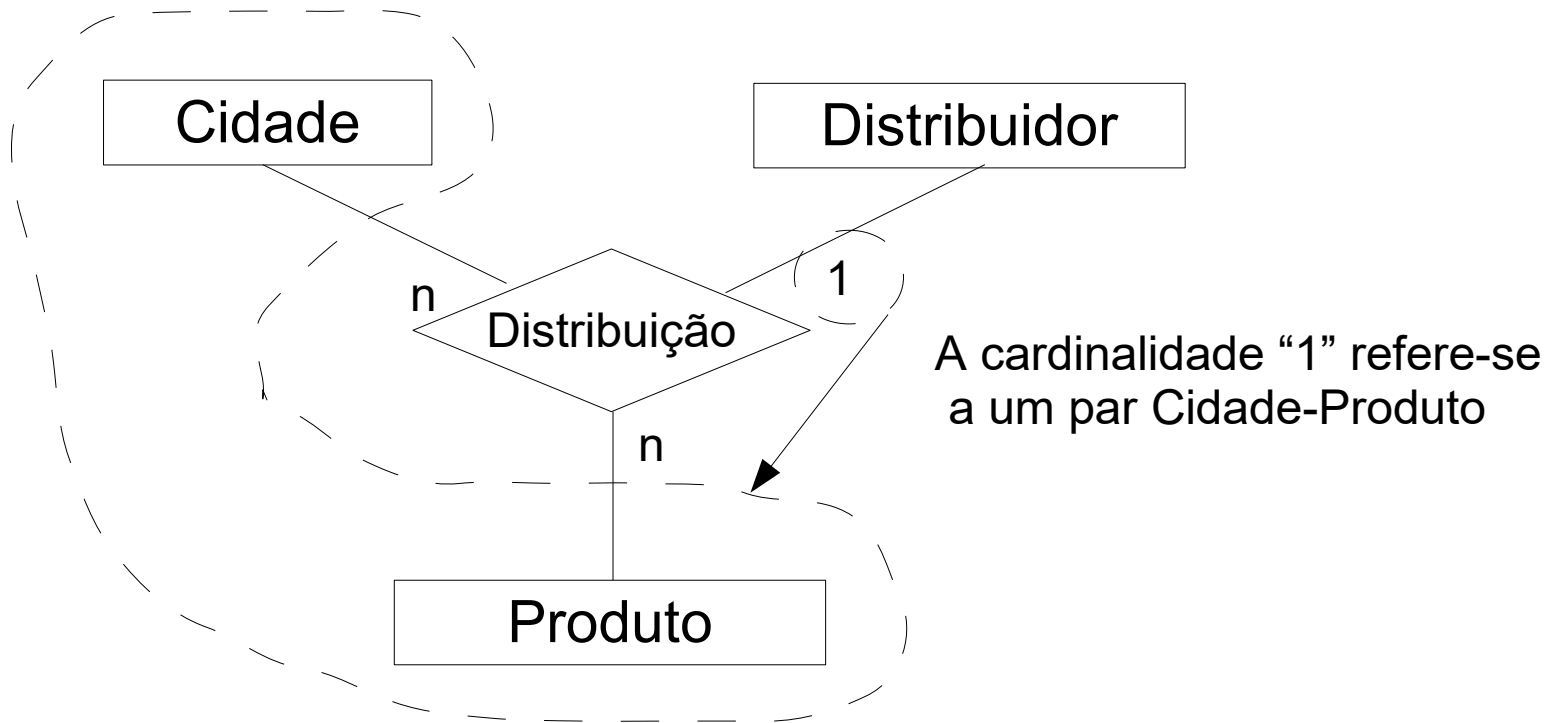 Cidade
Distribuidor
1
n
Distribuição
A cardinalidade “1” refere-se
a um par Cidade-Produto
n
Produto